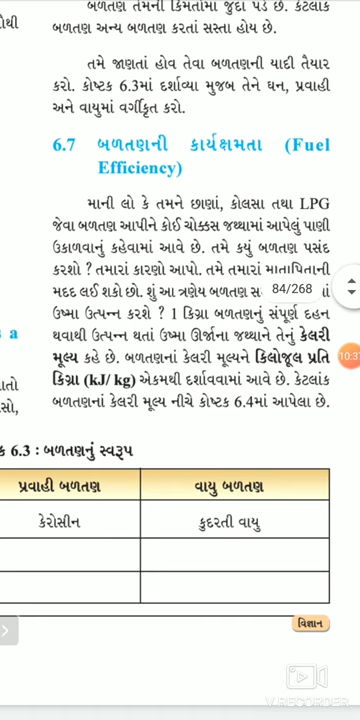 બળતણ તેમની કિંમતોમાં જુદા પડે છે. કેટલાંક
બળતણ અન્ય બળતણ કરતાં સસ્તા હોય છે.
તમે જાણતાં હોવ તેવા બળતણની યાદી તૈયાર
કરો. કોષ્ટક 6.3માં દર્શાવ્યા મુજબ તેને ઘન, પ્રવાહી
અને વાયુમાં વર્ગીકૃત કરો.
6.7 બળતણની કાર્યક્ષમતા (Fuel
Efficiency)
માની લો કે તમને છાણાં, કોલસા તથા LPG
જેવા બળતણ આપીને કોઈ ચોક્કસ જથ્થામાં આપેલું પાણી
ઉકાળવાનું કહેવામાં આવે છે. તમે કયું બળતણ પસંદ
કરશો ? તમારાં કારણો આપો. તમે તમારાં માતાપિતાની
મદદ લઈ શકો છો. શું આ ત્રણેય બળતણ 84/268
ઉષ્મા ઉત્પન્ન કરશે ? 1 કિગ્રા બળતણનું સંપૂર્ણ દહન
થવાથી ઉત્પન્ન થતાં ઉષ્મા ઊર્જાના જથ્થાને તેનું કેલરી
a
મૂલ્ય કહે છે. બળતણનાં કેલરી મૂલ્યને કિલોજૂલ પ્રતિ
10:37
કિગ્રા (kJ/ kg) એકમથી દર્શાવવામાં આવે છે. કેટલાંક
બળતણનાં કેલરી મૂલ્ય નીચે કોષ્ટક 6.4માં આપેલા છે.
6.3 : બળતણનું સ્વરૂપ
પ્રવાહી બળતણ વાયુ બળતણ
કેરોસીન કુદરતી વાયુ
વિજ્ઞાન
V.RECORDER